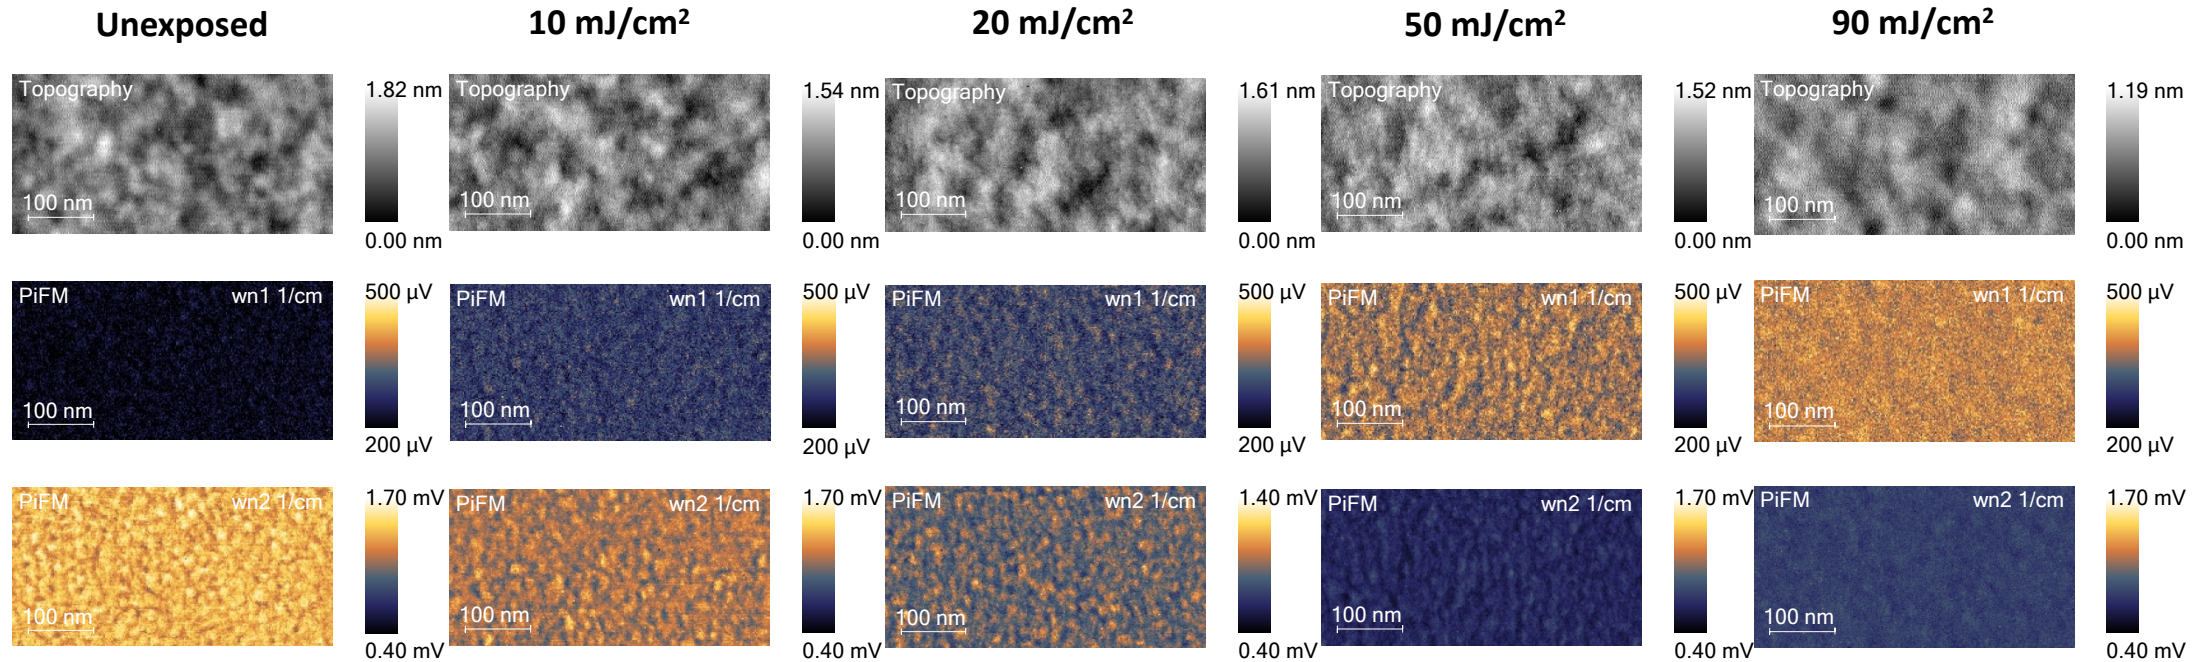 Unexposed
10 mJ/cm²
20 mJ/cm²
50 mJ/cm²
90 mJ/cm²
Topography
100 nm
1.82 nm
0.00 nm
Topography
100 nm
1.54 nm
0.00 nm
Topography
100 nm
1.61 nm
0.00 nm
Topography
100 nm
1.52 nm
0.00 nm
Topography
100 nm
1.19 nm
0.00 nm
PiFM wn1 1/cm
100 nm
500 µV
200 µV
PiFM wn1 1/cm
100 nm
500 µV
200 µV
PiFM wn1 1/cm
100 nm
500 µV
200 µV
PiFM wn1 1/cm
100 nm
500 µV
200 µV
PiFM wn1 1/cm
100 nm
500 µV
200 µV
PiFM wn2 1/cm
100 nm
1.70 mV
0.40 mV
PiFM wn2 1/cm
100 nm
1.70 mV
0.40 mV
PiFM wn2 1/cm
100 nm
1.40 mV
0.40 mV
PiFM wn2 1/cm
100 nm
1.70 mV
0.40 mV
PiFM wn2 1/cm
100 nm
1.70 mV
0.40 mV